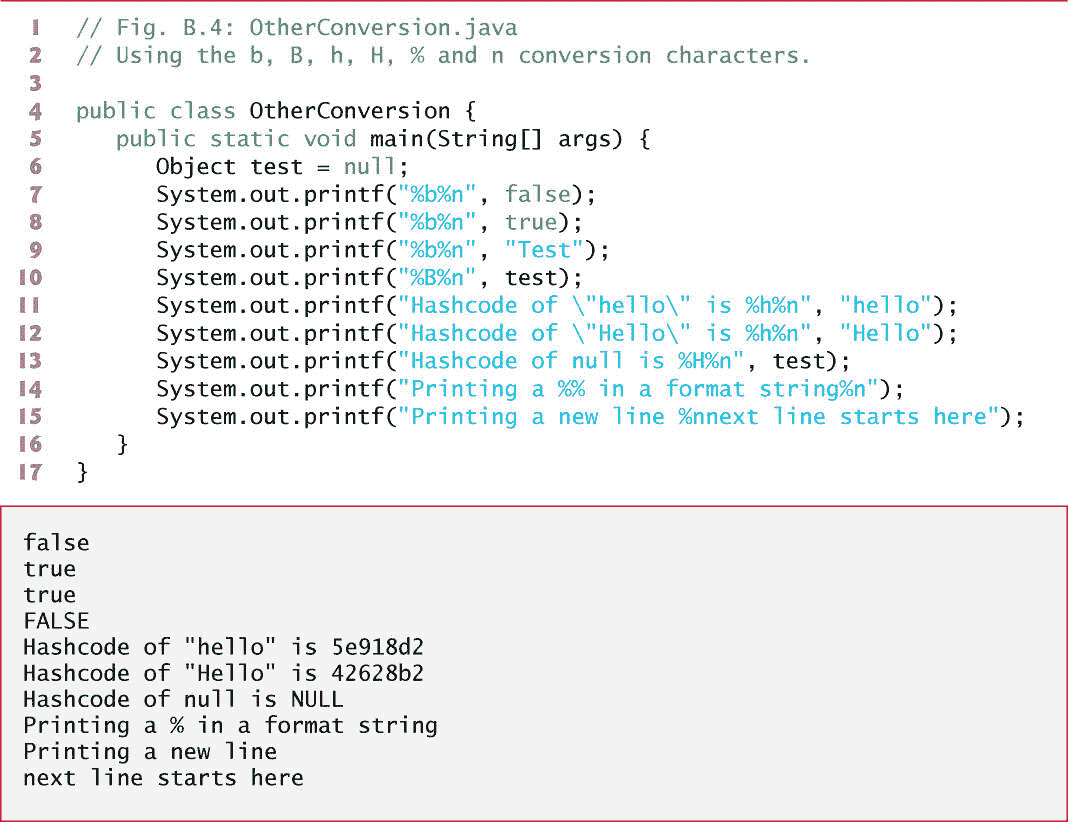 1 // Fig. B.4: OtherConversion.java
2 // Using the b, B, h, H, % and n conversion characters.
3
4 public class OtherConversion {
5    public static void main(String[] args) {
6       Object test = null;
7       System.out.printf("%b%n", false);
8       System.out.printf("%b%n", true);
9       System.out.printf("%b%n", "Test");
10       System.out.printf("%B%n", test);
11       System.out.printf("Hashcode of \"hello\" is %h%n", "hello");
12       System.out.printf("Hashcode of \"Hello\" is %h%n", "Hello");
13       System.out.printf("Hashcode of null is %H%n", test);
14       System.out.printf("Printing a %% in a format string%n");
15       System.out.printf("Printing a new line %nnext line starts here");
16    }
17 }
false
true
true
FALSE
Hashcode of "hello" is 5e918d2
Hashcode of "Hello" is 42628b2
Hashcode of null is NULL
Printing a % in a format string
Printing a new line
next line starts here